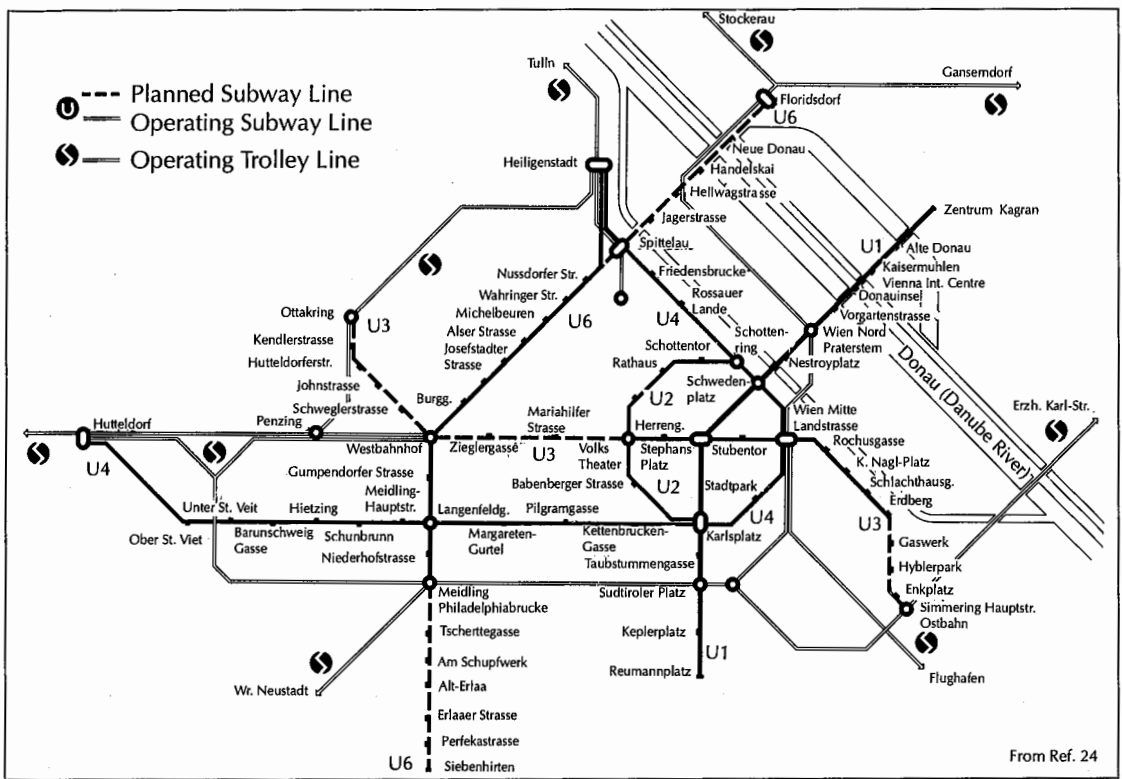 Planned Subway Line
U
Operating Subway Line
S Operating Trolley Line
Stockerau
Tulln
Ganserndorf
Floridsdorf
U6
Heiligenstadt
Neue Donau
Handelskai
Hellwagstrasse
Jagerstrasse
Zentrum Kagran
Spittelau
U1
Alte Donau
Kaisermuhlen
Vienna Int. Centre
Donauinsel
Vorgartenstrasse
Nussdorfer Str.
Friedensbrucke
Wahringer Str.
Michelbeuren
Rossauer
Lande
Ottakring
U3
U6
U4
Alser Strasse
Josefstadter
Strasse
Kendlerstrasse
Hutteldorferstr.
Schotten-
ring
Wien Nord
Praterstern
Nestroyplatz
Schottentor
Rathaus
Donau (Danube River)
Johnstrasse
Schweglerstrasse
Burgg.
U2
Schweden-
platz
Hutteldorf
Penzing
Mariahilfer
Strasse
Herreng.
Wien Mitte
Landstrasse
Erzh. Karl-Str.
U4
Westbahnhof
Zieglergasse
U3
Volks
Theater
Stephans
Platz
Stubentor
Rochusgasse
K. Nagl-Platz
Schlachthausg.
Erdberg
Gumpendorfer Strasse
Babenberger Strasse
U2
Stadtpark
Meidling-
Hauptstr.
U4
U3
Unter St. Veit
Hietzing
Langenfeldg.
Pilgramgasse
Ober St. Viet
Barunschweig
Gasse
Schunbrunn
Margareten-
Gurtel
Kettenbrucken-
Gasse
Karlsplatz
Gaswerk
Niederhofstrasse
Taubstummengasse
Hyblerpark
Enkplatz
Meidling
Philadelphiabrucke
Sudtiroler Platz
Simmering Hauptstr.
Ostbahn
Tscherttegasse
Keplerplatz
Am Schupfwerk
U1
Reumannplatz
Wr. Neustadt
Alt-Erlaa
Flughafen
Erlaaer Strasse
Perfekastrasse
U6
Siebenhirten
From Ref. 24